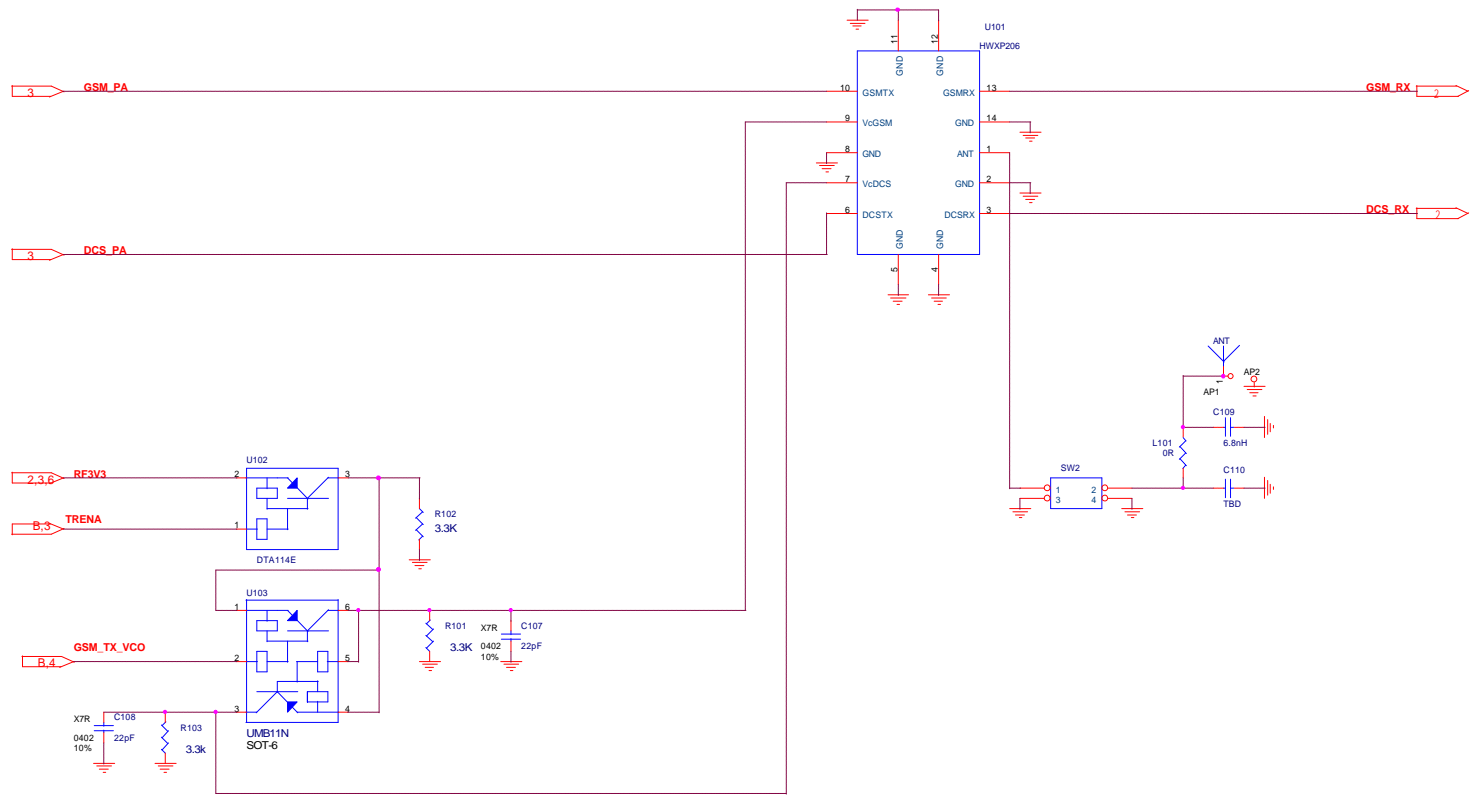 U101
HWXP206
11
12
GND
GND
3
GSM_PA
10
GSMTX
GSMRX
13
GSM_RX
2
9
VcGSM
GND
14
8
GND
ANT
1
7
VcDCS
GND
2
6
DCSTX
DCSRX
3
DCS_RX
2
3
DCS_PA
GND
GND
5
4
ANT
AP2
1
AP1
C109
6.8nH
L101
0R
C110
TBD
SW2
1
2
3
4
U102
2,3,6
RF3V3
2
3
B,3
TRENA
1
DTA114E
R102
3.3K
U103
1
6
GSM_TX_VCO
B,4
2
5
3
4
UMB11N
SOT-6
R101
3.3K
X7R
C107
0402
22pF
10%
X7R
C108
0402
22pF
10%
R103
3.3k